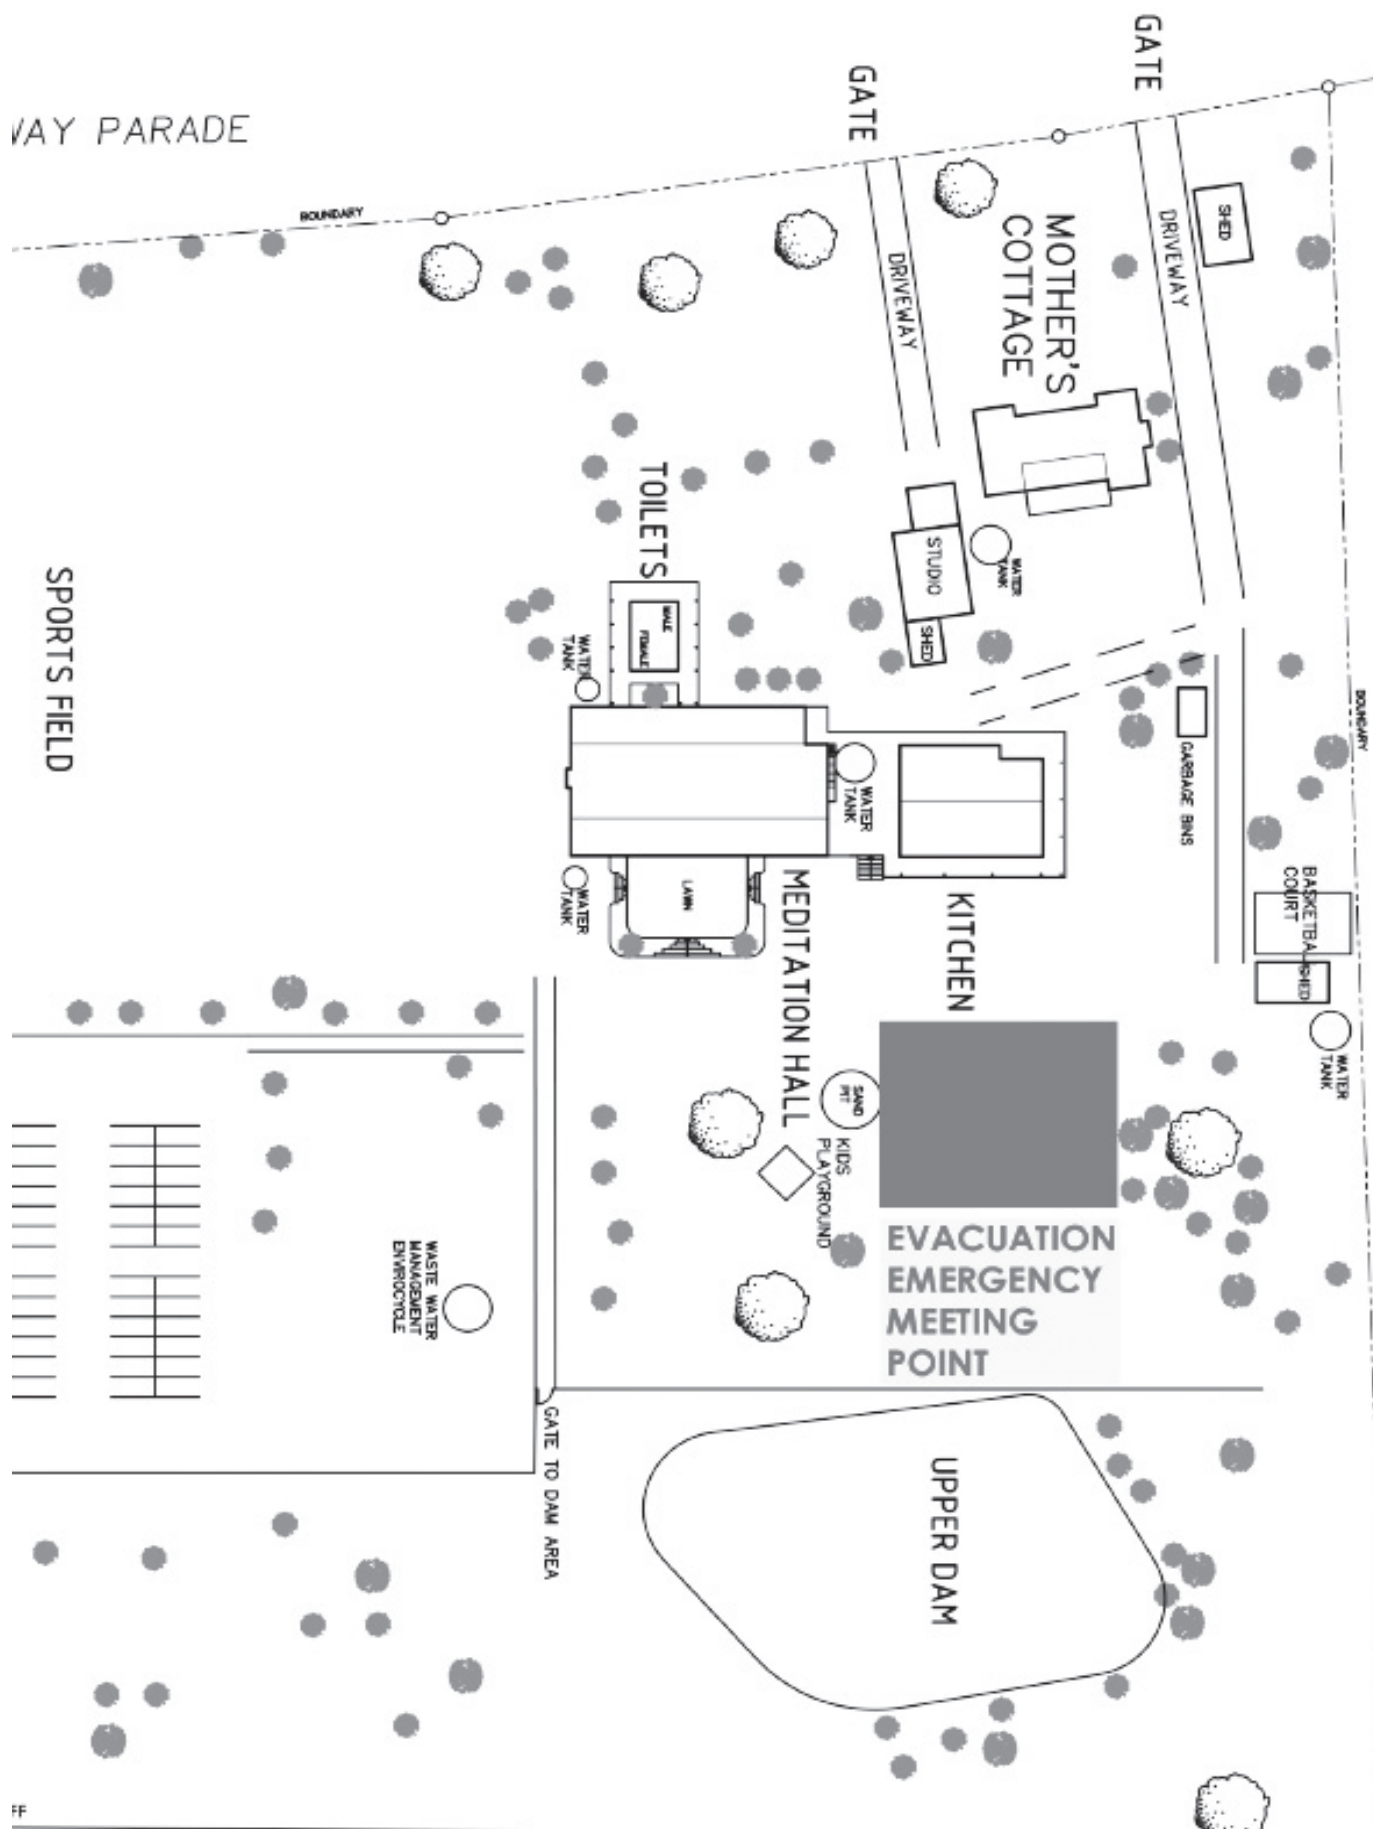 GATE
GATE
WAY PARADE
BOUNDARY
DRIVEWAY
DRIVEWAY
SHED
MOTHER'S
COTTAGE
TOILETS
MALE
FEMALE
STUDIO
SHED
WATER
TANK
WATER
TANK
SPORTS FIELD
BOUNDARY
GARBAGE BINS
WATER
TANK
LAWN
WATER
TANK
MEDITATION HALL
KITCHEN
BASKETBA
COURT
SHED
WATER
TANK
SAND
PIT
KIDS
PLAYGROUND
EVACUATION
EMERGENCY
MEETING
POINT
WASTE WATER
MANAGEMENT
ENVIROCYCLE
GATE TO DAM AREA
UPPER DAM
FF